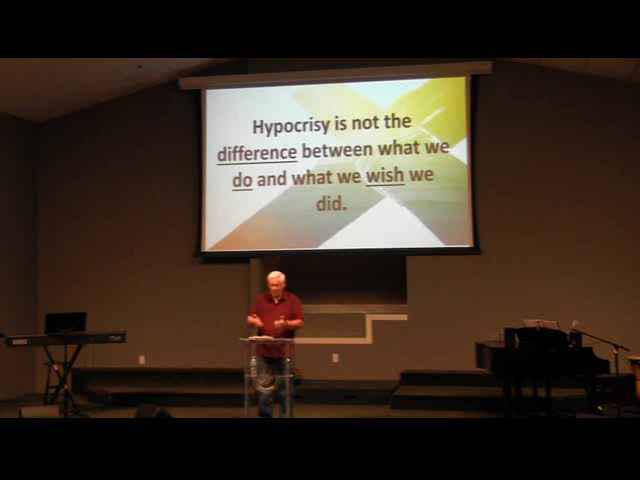 Hypocrisy is not the
difference between what we
do and what we wish we
did.